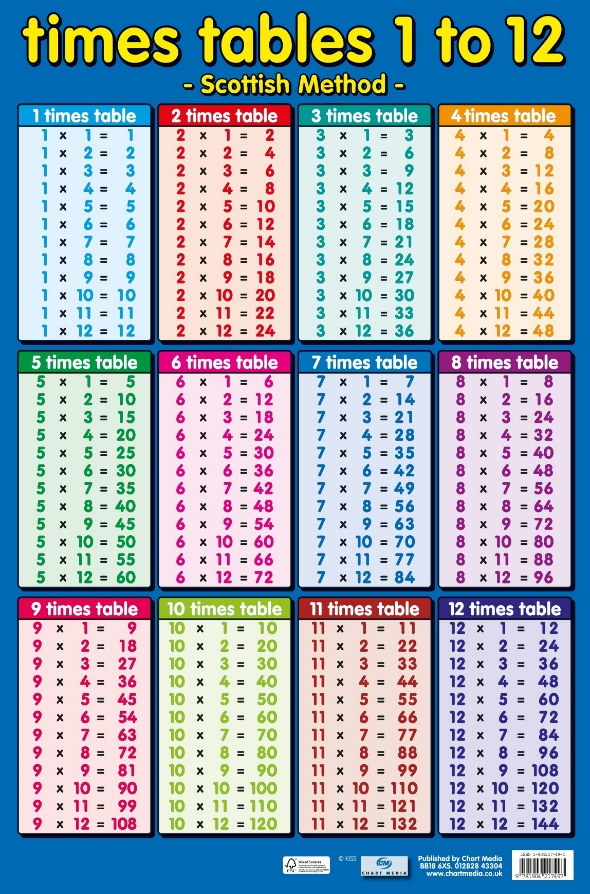 times tables 1 to 12
- Scottish Method -
1 times table
1 x 1 = 1
1 x 2 = 2
1 x 3 = 3
1 x 4 = 4
1 x 5 = 5
1 x 6 = 6
1 x 7 = 7
1 x 8 = 8
1 x 9 = 9
1 x 10 = 10
1 x 11 = 11
1 x 12 = 12
2 times table
2 x 1 = 2
2 x 2 = 4
2 x 3 = 6
2 x 4 = 8
2 x 5 = 10
2 x 6 = 12
2 x 7 = 14
2 x 8 = 16
2 x 9 = 18
2 x 10 = 20
2 x 11 = 22
2 x 12 = 24
3 times table
3 x 1 = 3
3 x 2 = 6
3 x 3 = 9
3 x 4 = 12
3 x 5 = 15
3 x 6 = 18
3 x 7 = 21
3 x 8 = 24
3 x 9 = 27
3 x 10 = 30
3 x 11 = 33
3 x 12 = 36
4 times table
4 x 1 = 4
4 x 2 = 8
4 x 3 = 12
4 x 4 = 16
4 x 5 = 20
4 x 6 = 24
4 x 7 = 28
4 x 8 = 32
4 x 9 = 36
4 x 10 = 40
4 x 11 = 44
4 x 12 = 48
5 times table
5 x 1 = 5
5 x 2 = 10
5 x 3 = 15
5 x 4 = 20
5 x 5 = 25
5 x 6 = 30
5 x 7 = 35
5 x 8 = 40
5 x 9 = 45
5 x 10 = 50
5 x 11 = 55
5 x 12 = 60
6 times table
6 x 1 = 6
6 x 2 = 12
6 x 3 = 18
6 x 4 = 24
6 x 5 = 30
6 x 6 = 36
6 x 7 = 42
6 x 8 = 48
6 x 9 = 54
6 x 10 = 60
6 x 11 = 66
6 x 12 = 72
7 times table
7 x 1 = 7
7 x 2 = 14
7 x 3 = 21
7 x 4 = 28
7 x 5 = 35
7 x 6 = 42
7 x 7 = 49
7 x 8 = 56
7 x 9 = 63
7 x 10 = 70
7 x 11 = 77
7 x 12 = 84
8 times table
8 x 1 = 8
8 x 2 = 16
8 x 3 = 24
8 x 4 = 32
8 x 5 = 40
8 x 6 = 48
8 x 7 = 56
8 x 8 = 64
8 x 9 = 72
8 x 10 = 80
8 x 11 = 88
8 x 12 = 96
9 times table
9 x 1 = 9
9 x 2 = 18
9 x 3 = 27
9 x 4 = 36
9 x 5 = 45
9 x 6 = 54
9 x 7 = 63
9 x 8 = 72
9 x 9 = 81
9 x 10 = 90
9 x 11 = 99
9 x 12 = 108
10 times table
10 x 1 = 10
10 x 2 = 20
10 x 3 = 30
10 x 4 = 40
10 x 5 = 50
10 x 6 = 60
10 x 7 = 70
10 x 8 = 80
10 x 9 = 90
10 x 10 = 100
10 x 11 = 110
10 x 12 = 120
11 times table
11 x 1 = 11
11 x 2 = 22
11 x 3 = 33
11 x 4 = 44
11 x 5 = 55
11 x 6 = 66
11 x 7 = 77
11 x 8 = 88
11 x 9 = 99
11 x 10 = 110
11 x 11 = 121
11 x 12 = 132
12 times table
12 x 1 = 12
12 x 2 = 24
12 x 3 = 36
12 x 4 = 48
12 x 5 = 60
12 x 6 = 72
12 x 7 = 84
12 x 8 = 96
12 x 9 = 108
12 x 10 = 120
12 x 11 = 132
12 x 12 = 144
FSC
Mixed Sources
© KISS
CM
CHART MEDIA
Published by Chart Media
BB18 6XS. 01282 843304
www.chartmedia.co.uk